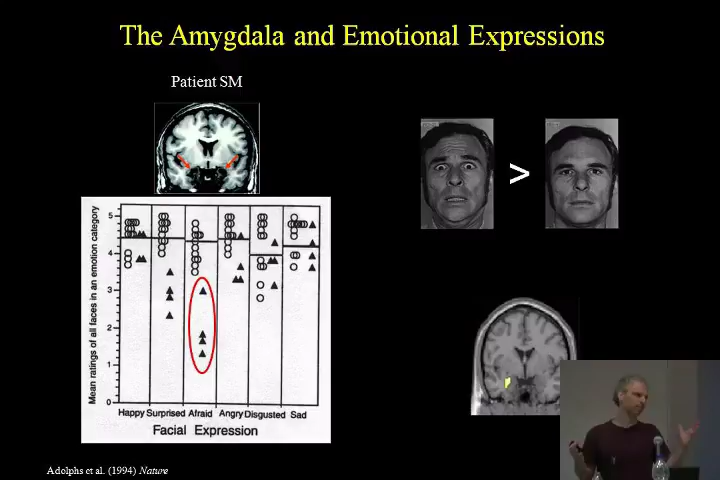 The Amygdala and Emotional Expressions
Patient SM
>
Mean ratings of all faces in an emotion category
5
4
3
2
1
0
Happy Surprised Afraid Angry Disgusted Sad
Facial Expression
Adolphs et al. (1994) Nature